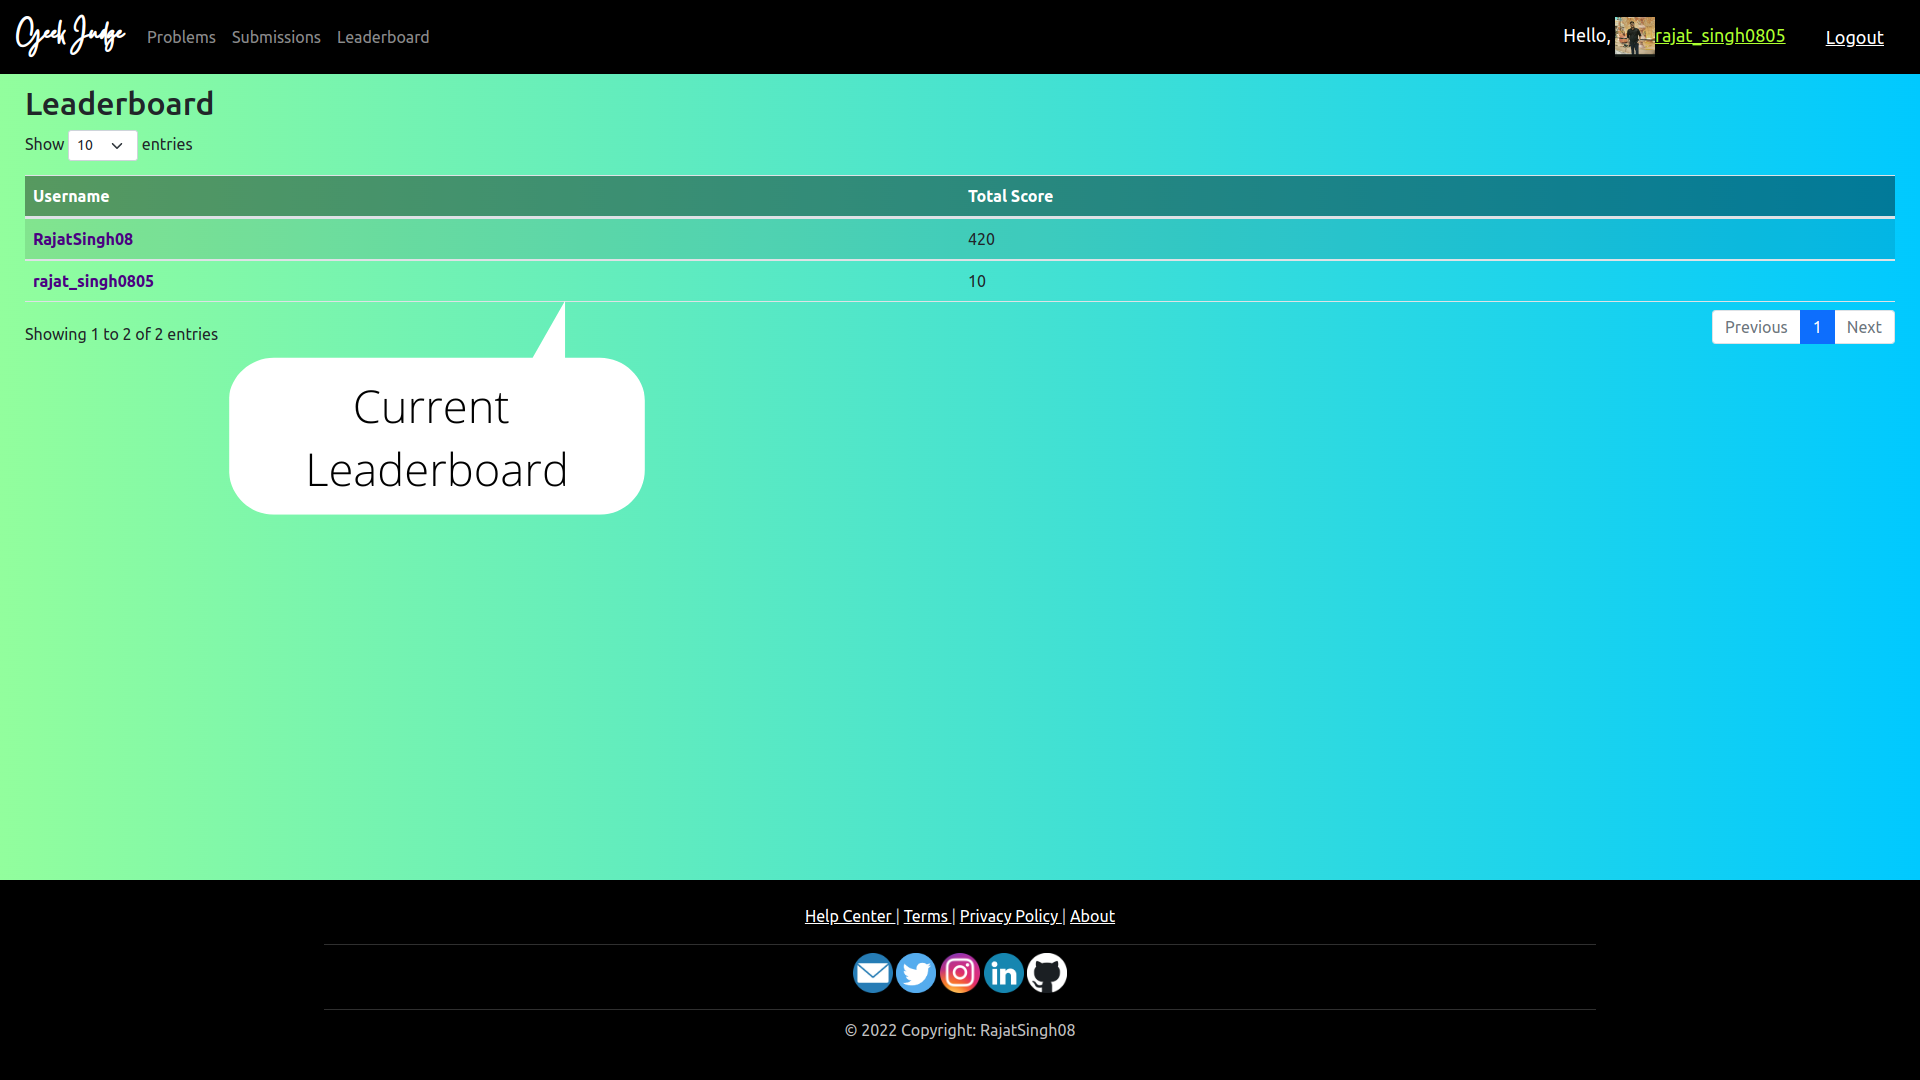 Geek Judge Problems Submissions Leaderboard Hello, rajat_singh0805 Logout
Leaderboard
Show 10 entries
Username Total Score
RajatSingh08 420
rajat_singh0805 10
Showing 1 to 2 of 2 entries Previous 1 Next
Current
Leaderboard
Help Center | Terms | Privacy Policy | About
in
© 2022 Copyright: RajatSingh08